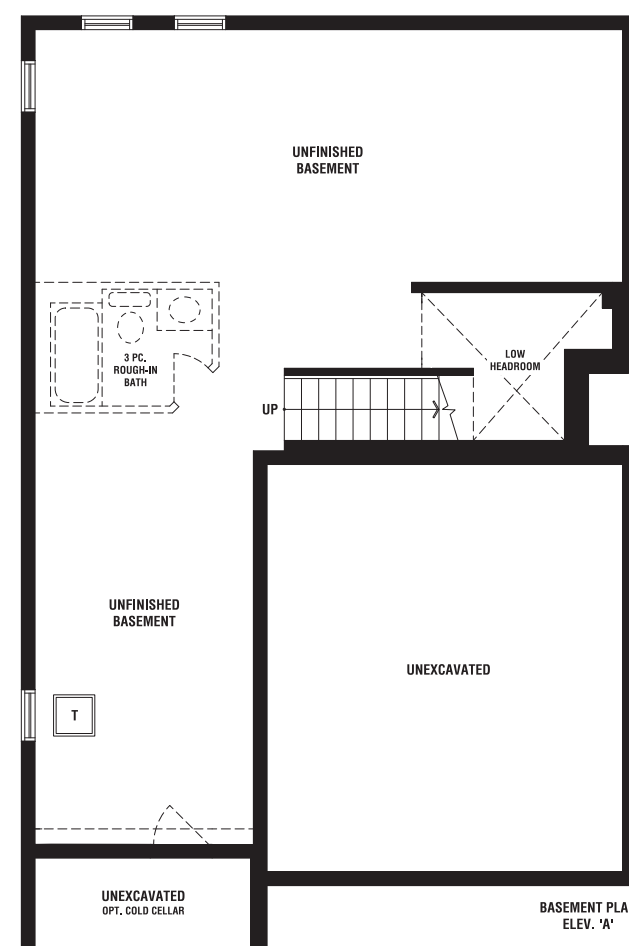 UNFINISHED
BASEMENT
LOW
HEADROOM
3 PC.
ROUGH-IN
BATH
UP
UNFINISHED
BASEMENT
UNEXCAVATED
T
UNEXCAVATED
OPT. COLD CELLAR
BASEMENT PLA
ELEV. 'A'